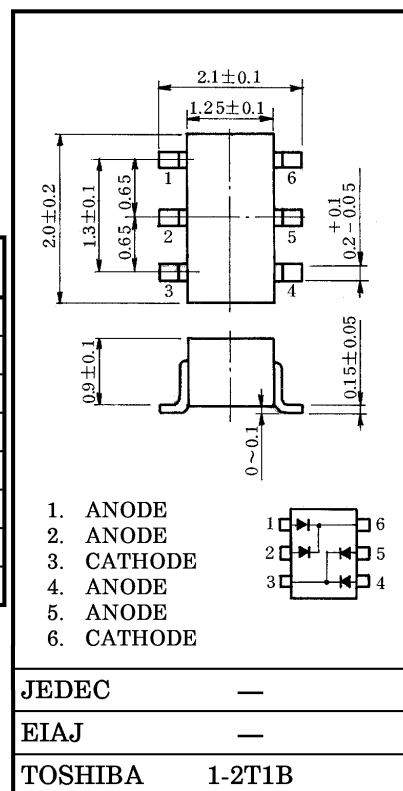 2.1±0.1
1.25±0.1
2.0±0.2
1.3±0.1
0.65
0.65
1
2
3
6
5
4
+0.1
0.2-0.05
0.9±0.1
0.15±0.05
0~0.1
1. ANODE
2. ANODE
3. CATHODE
4. ANODE
5. ANODE
6. CATHODE
1
2
3
6
5
4
JEDEC —
EIAJ —
TOSHIBA 1-2T1B